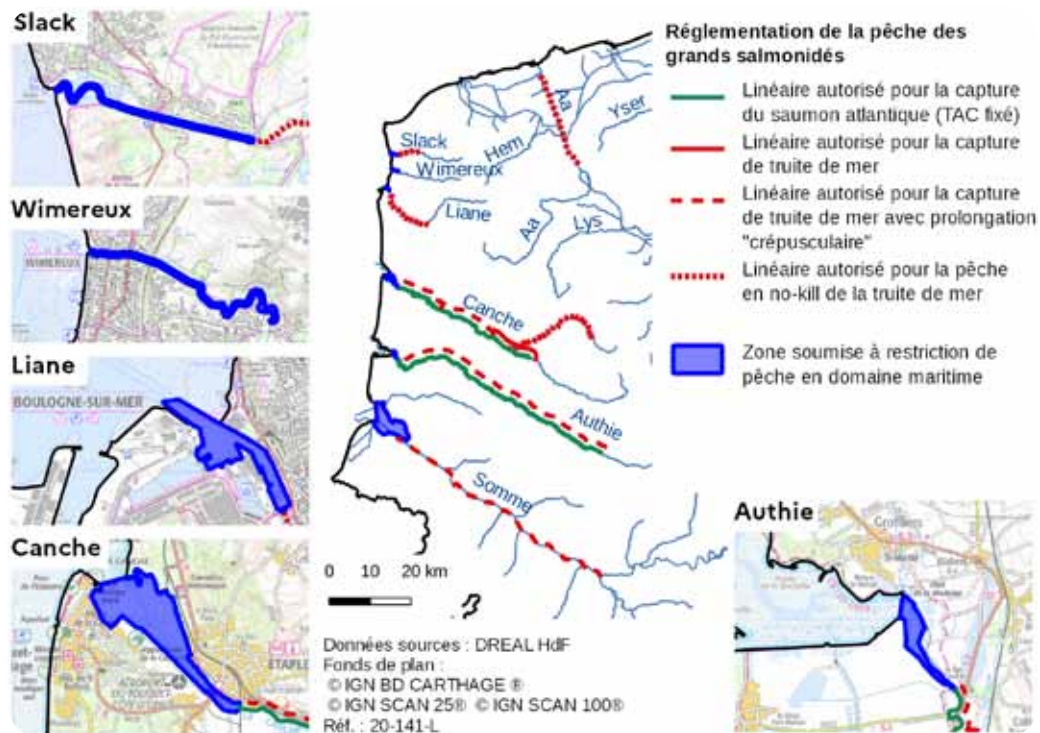 Slack
Wimereux
WIMEREUX
Liane
BOULOGNE-SUR-MER
Canche
ÉTAPLES
AÉROPORT
Aa
Yser
Hem
Slack
Wimereux
Liane
Aa
Lys
Canche
Authie
Somme
0 10 20 km
Données sources : DREAL HdF
Fonds de plan :
© IGN BD CARTHAGE ®
© IGN SCAN 25® © IGN SCAN 100®
Réf. : 20-141-L
Réglementation de la pêche des
grands salmonidés
Linéaire autorisé pour la capture
du saumon atlantique (TAC fixé)
Linéaire autorisé pour la capture
de truite de mer
Linéaire autorisé pour la capture
de truite de mer avec prolongation
"crépusculaire"
Linéaire autorisé pour la pêche
en no-kill de la truite de mer
Zone soumise à restriction de
pêche en domaine maritime
Authie